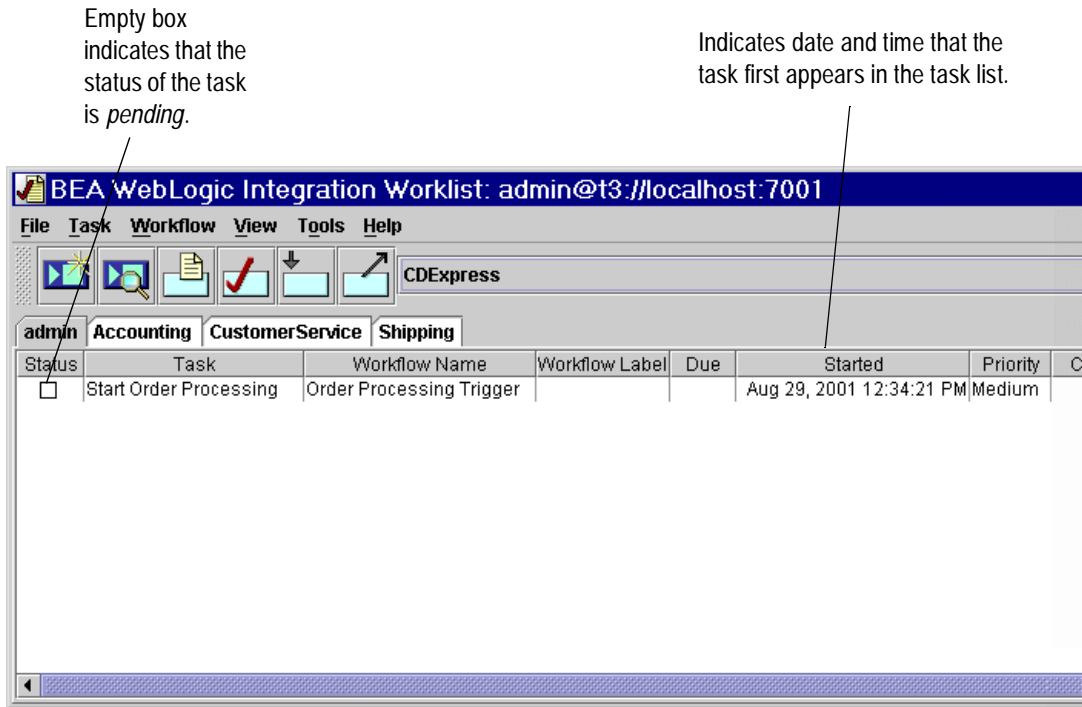 Empty box
indicates that the
status of the task
is pending.
Indicates date and time that the
task first appears in the task list.
BEA WebLogic Integration Worklist: admin@t3://localhost:7001
File Task Workflow View Tools Help
CDExpress
admin Accounting CustomerService Shipping
Status Task Workflow Name Workflow Label Due Started Priority C
Start Order Processing Order Processing Trigger Aug 29, 2001 12:34:21 PM Medium